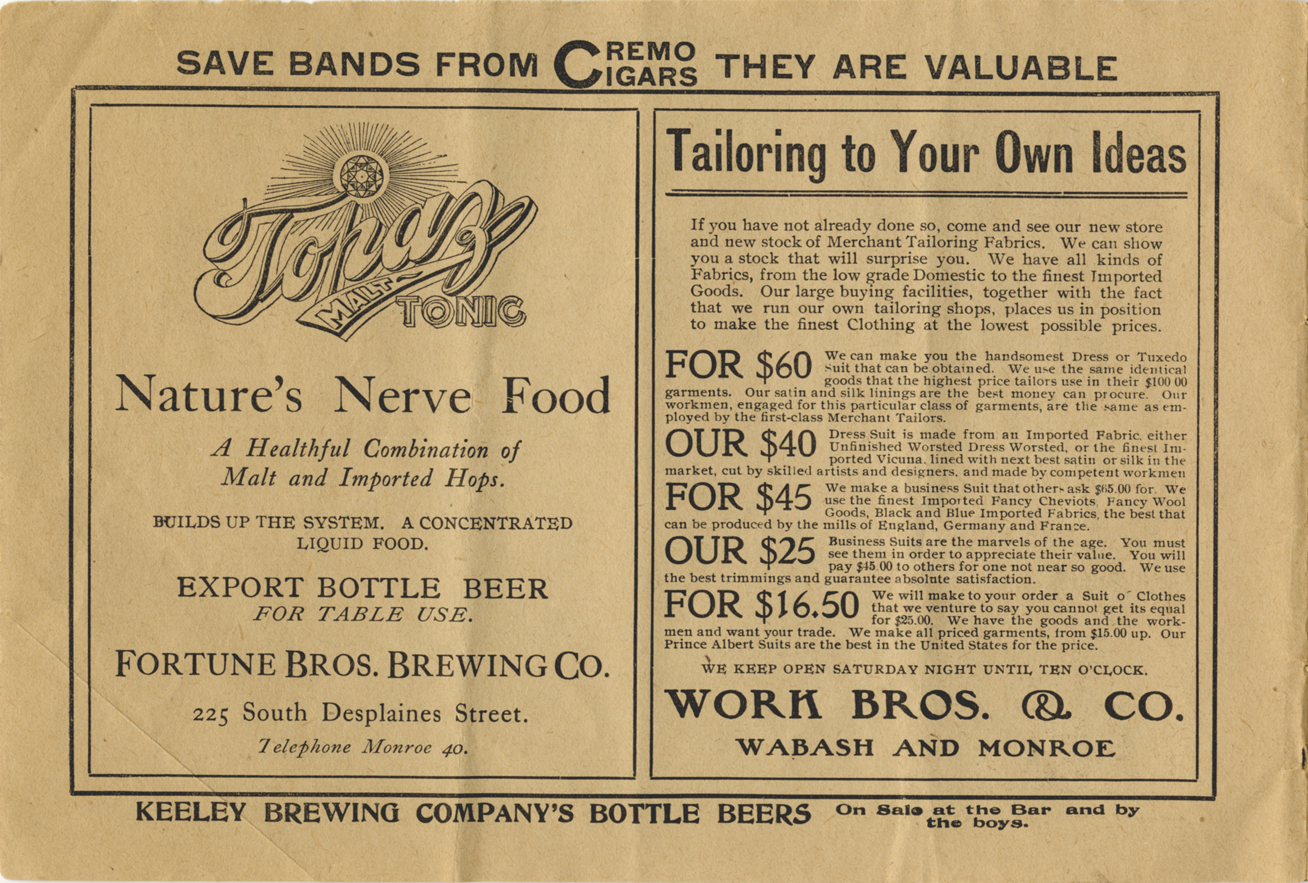 SAVE BANDS FROM CREMO CIGARS THEY ARE VALUABLE
Topaz
MALT
TONIC
Nature's Nerve Food
A Healthful Combination of
Malt and Imported Hops.
BUILDS UP THE SYSTEM. A CONCENTRATED
LIQUID FOOD.
EXPORT BOTTLE BEER
FOR TABLE USE.
FORTUNE BROS. BREWING CO.
225 South Desplaines Street.
Telephone Monroe 40.
Tailoring to Your Own Ideas
If you have not already done so, come and see our new store
and new stock of Merchant Tailoring Fabrics. We can show
you a stock that will surprise you. We have all kinds of
Fabrics, from the low grade Domestic to the finest Imported
Goods. Our large buying facilities, together with the fact
that we run our own tailoring shops, places us in position
to make the finest Clothing at the lowest possible prices.
FOR $60 We can make you the handsomest Dress or Tuxedo
suit that can be obtained. We use the same identical
goods that the highest price tailors use in their $100 00
garments. Our satin and silk linings are the best money can procure. Our
workmen, engaged for this particular class of garments, are the same as em-
ployed by the first-class Merchant Tailors.
OUR $40 Dress Suit is made from an Imported Fabric, either
Unfinished Worsted Dress Worsted, or the finest Im-
ported Vicuna, lined with next best satin or silk in the
market, cut by skilled artists and designers, and made by competent workmen
FOR $45 We make a business Suit that others ask $65.00 for. We
use the finest Imported Fancy Cheviots, Fancy Wool
Goods, Black and Blue Imported Fabrics, the best that
can be produced by the mills of England, Germany and France.
OUR $25 Business Suits are the marvels of the age. You must
see them in order to appreciate their value. You will
pay $45.00 to others for one not near so good. We use
the best trimmings and guarantee absolute satisfaction.
FOR $16.50 We will make to your order a Suit of Clothes
that we venture to say you cannot get its equal
for $25.00. We have the goods and the work-
men and want your trade. We make all priced garments, from $15.00 up. Our
Prince Albert Suits are the best in the United States for the price.
WE KEEP OPEN SATURDAY NIGHT UNTIL TEN O'CLOCK.
WORK BROS. & CO.
WABASH AND MONROE
KEELEY BREWING COMPANY'S BOTTLE BEERS On Sale at the Bar and by
the boys.